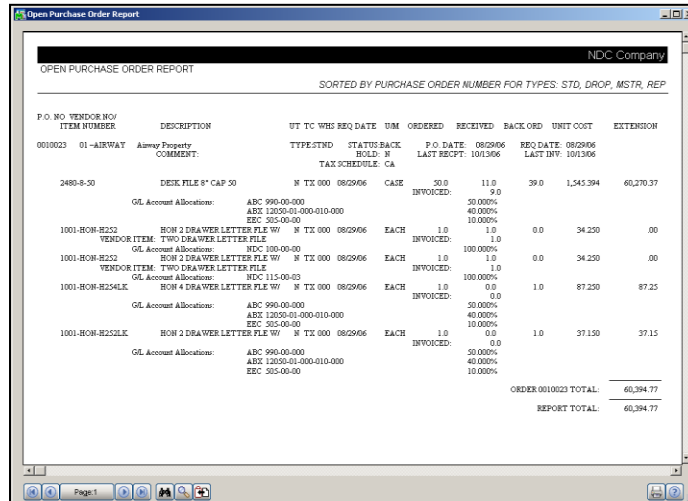 Open Purchase Order Report
NDC Company
OPEN PURCHASE ORDER REPORT
SORTED BY PURCHASE ORDER NUMBER FOR TYPES: STD, DROP, MSTR, REP
P.O. NO VENDOR NO/
ITEM NUMBER DESCRIPTION UT TC WHS REQ DATE U/M ORDERED RECEIVED BACK ORD UNIT COST EXTENSION
0010023 01-AIRWAY Airway Property TYPE:STND STATUS:BACK P.O. DATE: 08/29/06 REQ DATE: 08/29/06
COMMENT: HOLD: N LAST RECPT: 10/13/06 LAST INV: 10/13/06
TAX SCHEDULE: CA
2480-8-50 DESK FILE 8" CAP 50 N TX 000 08/29/06 CASE 50.0 11.0 39.0 1,545.394 60,270.37
INVOICED: 9.0
G/L Account Allocations: ABC 990-00-000 50.000%
ABX 12050-01-000-010-000 40.000%
EEC 505-00-00 10.000%
1001-HON-H252 HON 2 DRAWER LETTER FLE W/ N TX 000 08/29/06 EACH 1.0 1.0 0.0 34.250 .00
VENDOR ITEM: TWO DRAWER LETTER FILE INVOICED: 1.0
G/L Account Allocations: NDC 100-00-00 100.000%
1001-HON-H252 HON 2 DRAWER LETTER FLE W/ N TX 000 08/29/06 EACH 1.0 1.0 0.0 34.250 .00
VENDOR ITEM: TWO DRAWER LETTER FILE INVOICED: 1.0
G/L Account Allocations: NDC 115-00-03 100.000%
1001-HON-H254LK HON 4 DRAWER LETTER FLE W/ N TX 000 08/29/06 EACH 1.0 0.0 1.0 87.250 87.25
INVOICED: 0.0
G/L Account Allocations: ABC 990-00-000 50.000%
ABX 12050-01-000-010-000 40.000%
EEC 505-00-00 10.000%
1001-HON-H252LK HON 2 DRAWER LETTER FLE W/ N TX 000 08/29/06 EACH 1.0 0.0 1.0 37.150 37.15
INVOICED: 0.0
G/L Account Allocations: ABC 990-00-000 50.000%
ABX 12050-01-000-010-000 40.000%
EEC 505-00-00 10.000%
ORDER 0010023 TOTAL: 60,394.77
REPORT TOTAL: 60,394.77
Page:1